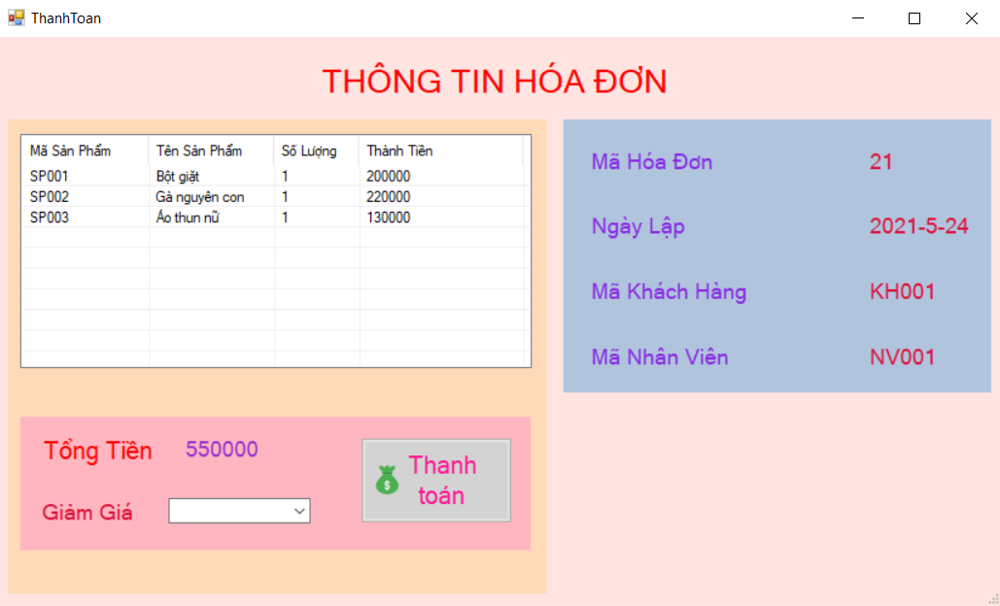 ThanhToan
THÔNG TIN HÓA ĐƠN
Mã Sản Phẩm Tên Sản Phẩm Số Lượng Thành Tiền
SP001 Bột giặt 1 200000
SP002 Gà nguyên con 1 220000
SP003 Áo thun nữ 1 130000
Tổng Tiền 550000
Giảm Giá
Thanh
toán
Mã Hóa Đơn 21
Ngày Lập 2021-5-24
Mã Khách Hàng KH001
Mã Nhân Viên NV001